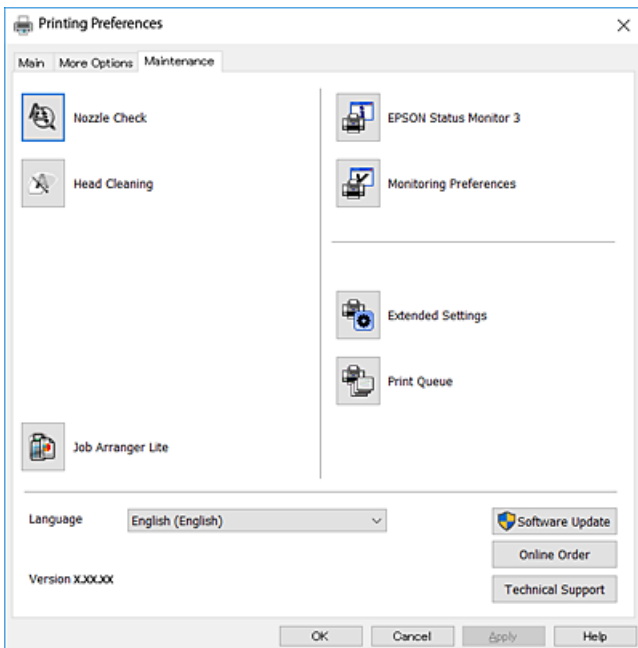 Printing Preferences
Main More Options Maintenance
Nozzle Check
EPSON Status Monitor 3
Head Cleaning
Monitoring Preferences
Extended Settings
Print Queue
Job Arranger Lite
Language English (English)
Software Update
Online Order
Version X.XX.XX
Technical Support
OK Cancel Apply Help